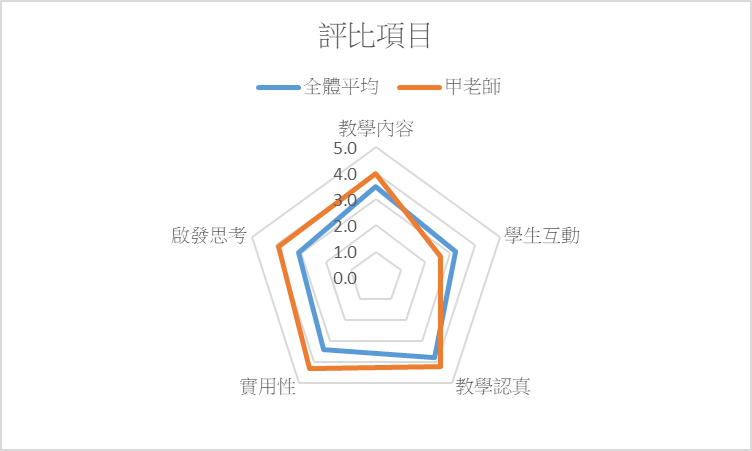 評比項目
全體平均 甲老師
教學內容
5.0
4.0
3.0
2.0
1.0
0.0
啟發思考
學生互動
實用性
教學認真